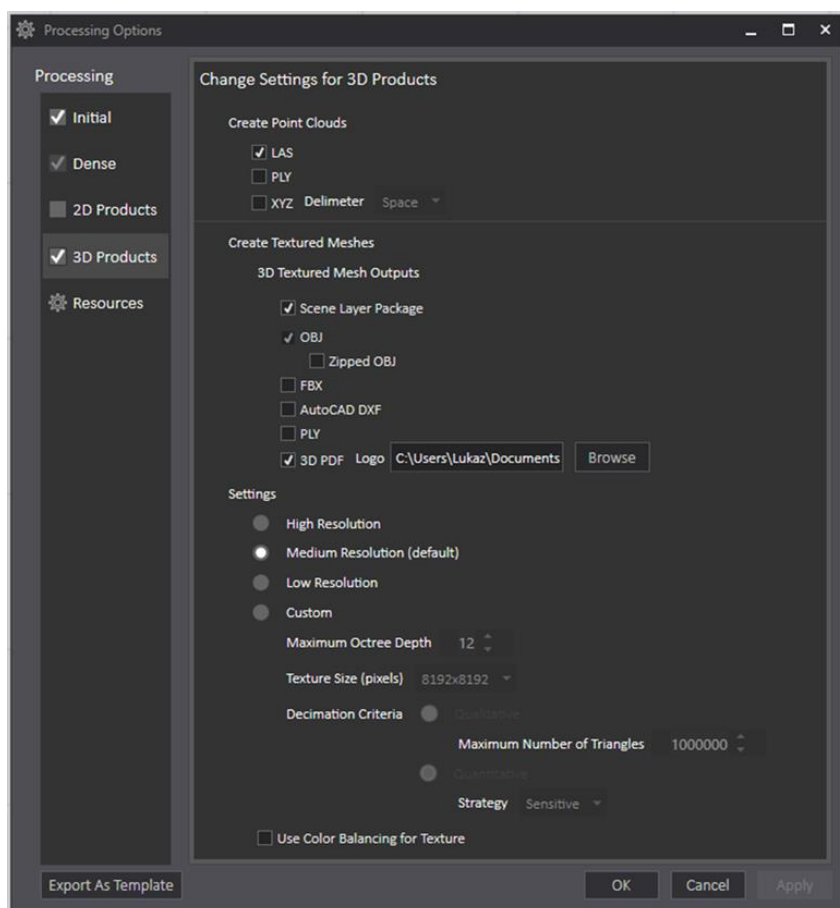 Processing Options
Processing
Initial
Dense
2D Products
3D Products
Resources
Change Settings for 3D Products
Create Point Clouds
LAS
PLY
XYZ Delimeter Space
Create Textured Meshes
3D Textured Mesh Outputs
Scene Layer Package
OBJ
Zipped OBJ
FBX
AutoCAD DXF
PLY
3D PDF Logo C:\Users\Lukaz\Documents Browse
Settings
High Resolution
Medium Resolution (default)
Low Resolution
Custom
Maximum Octree Depth 12
Texture Size (pixels) 8192x8192
Decimation Criteria Qualitative
Maximum Number of Triangles 1000000
Quantitative
Strategy Sensitive
Use Color Balancing for Texture
Export As Template OK Cancel Apply